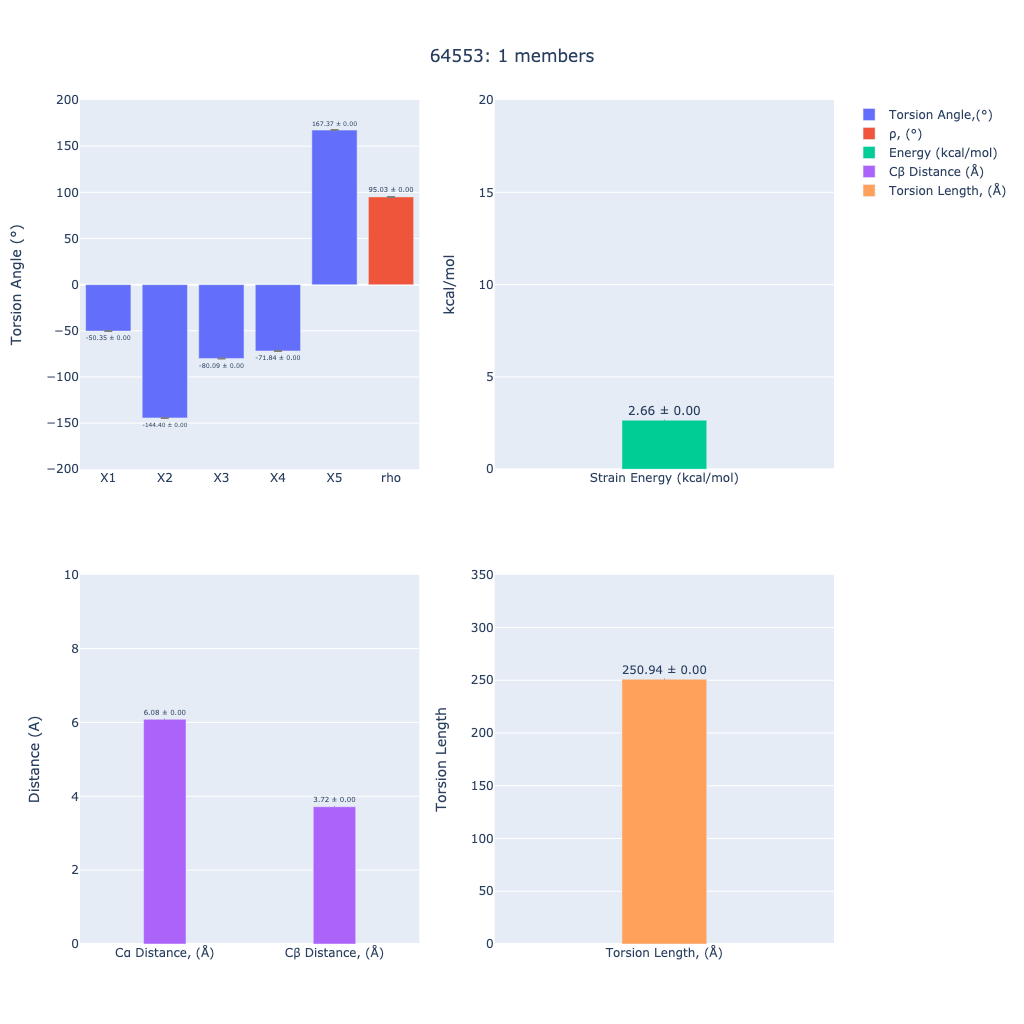 64553: 1 members
Torsion Angle (°)
200
150
100
50
0
−50
−100
−150
−200
-50.35 ± 0.00
-144.40 ± 0.00
-80.09 ± 0.00
-71.84 ± 0.00
167.37 ± 0.00
95.03 ± 0.00
X1 X2 X3 X4 X5 rho
kcal/mol
20
15
10
5
0
2.66 ± 0.00
Strain Energy (kcal/mol)
Torsion Angle,(°)
ρ, (°)
Energy (kcal/mol)
Cβ Distance (Å)
Torsion Length, (Å)
Distance (A)
10
8
6
4
2
0
6.08 ± 0.00
3.72 ± 0.00
Cα Distance, (Å) Cβ Distance, (Å)
Torsion Length
350
300
250
200
150
100
50
0
250.94 ± 0.00
Torsion Length, (Å)